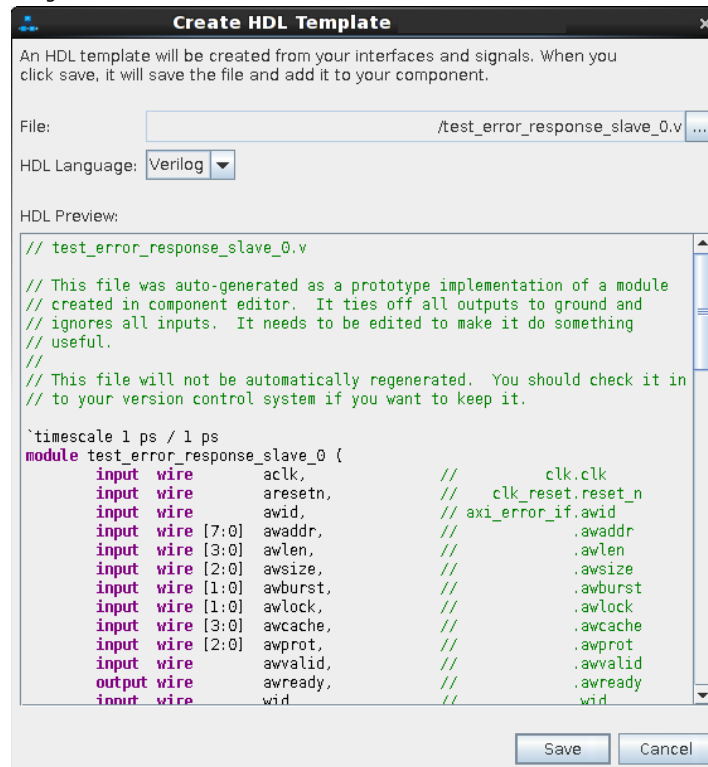 Create HDL Template
An HDL template will be created from your interfaces and signals. When you
click save, it will save the file and add it to your component.
File: /test_error_response_slave_0.v ...
HDL Language: Verilog
HDL Preview:
// test_error_response_slave_0.v
// This file was auto-generated as a prototype implementation of a module
// created in component editor.  It ties off all outputs to ground and
// ignores all inputs.  It needs to be edited to make it do something
// useful.
//
// This file will not be automatically regenerated.  You should check it in
// to your version control system if you want to keep it.
`timescale 1 ps / 1 ps
module test_error_response_slave_0 (
input wire aclk, // clk.clk
input wire aresetn, // clk_reset.reset_n
input wire awid, // axi_error_if.awid
input wire [7:0] awaddr, // .awaddr
input wire [3:0] awlen, // .awlen
input wire [2:0] awsize, // .awsize
input wire [1:0] awburst, // .awburst
input wire [1:0] awlock, // .awlock
input wire [3:0] awcache, // .awcache
input wire [2:0] awprot, // .awprot
input wire awvalid, // .awvalid
output wire awready, // .awready
input wire wid // wid
Save Cancel